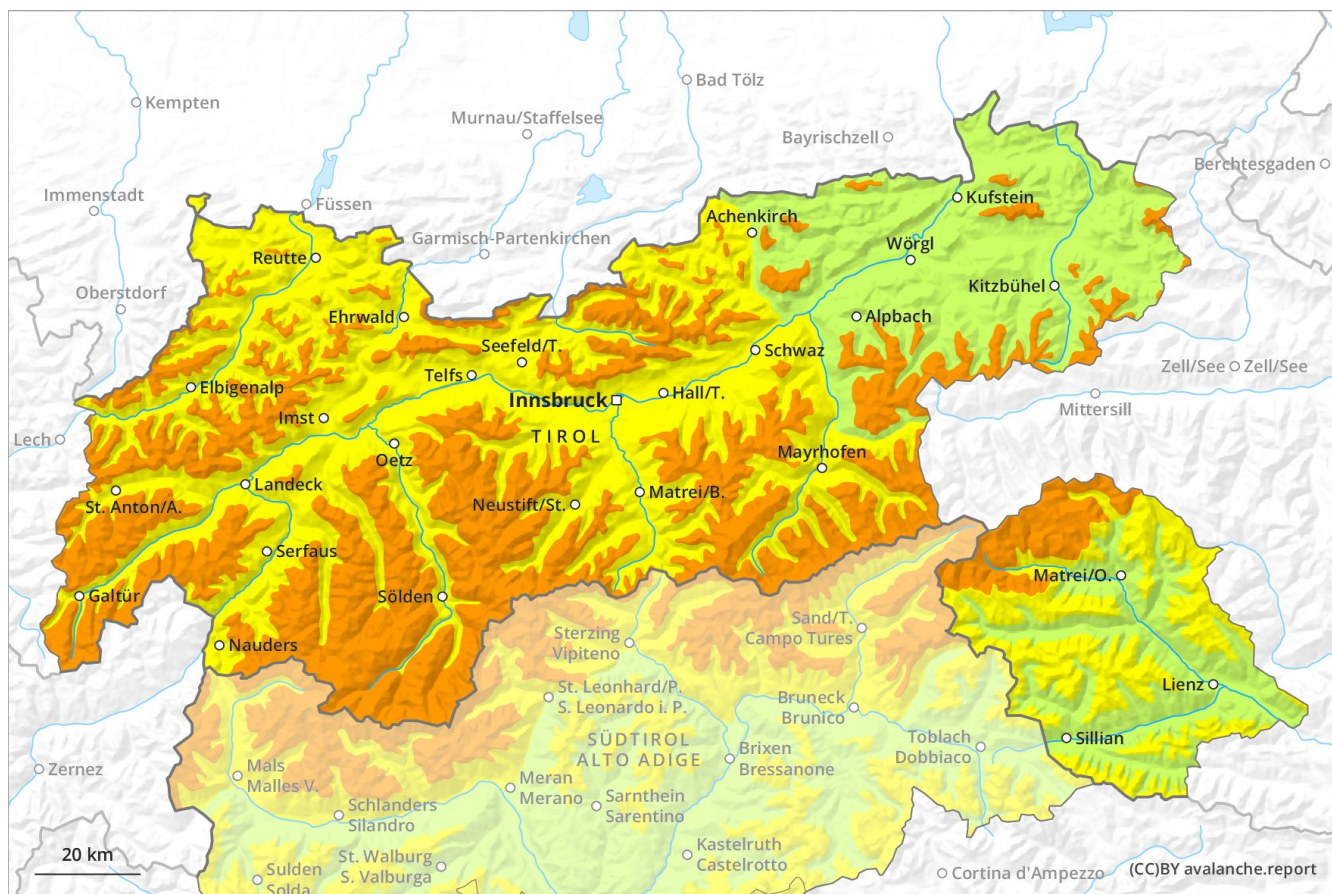 Bad Tölz
Kempten
Murnau/Staffelsee
Bayrischzell
Berchtesgaden
Immenstadt
Füssen
Kufstein
Achenkirch
Garmisch-Partenkirchen
Wörgl
Reutte
Oberstdorf
Kitzbühel
Ehrwald
Alpbach
Seefeld/T.
Schwaz
Zell/See
Zell/See
Telfs
Elbigenalp
Hall/T.
Innsbruck
Mittersill
Imst
TIROL
Lech
Oetz
Mayrhofen
Landeck
Matrei/B.
St. Anton/A.
Neustift/St.
Serfaus
Matrei/O.
Galtür
Sölden
Sand/T.
Campo Tures
Sterzing
Vipiteno
Nauders
Lienz
St. Leonhard/P.
S. Leonardo i. P.
Bruneck
Brunico
SÜDTIROL
ALTO ADIGE
Sillian
Toblach
Dobbiaco
Brixen
Bressanone
Zernez
Mals
Malles V.
Meran
Merano
Sarnthein
Sarentino
Schlanders
Silandro
Kastelruth
Castelrotto
20 km
St. Walburg
S. Valburga
Sulden
Solda
Cortina d'Ampezzo
(CC)BY avalanche.report